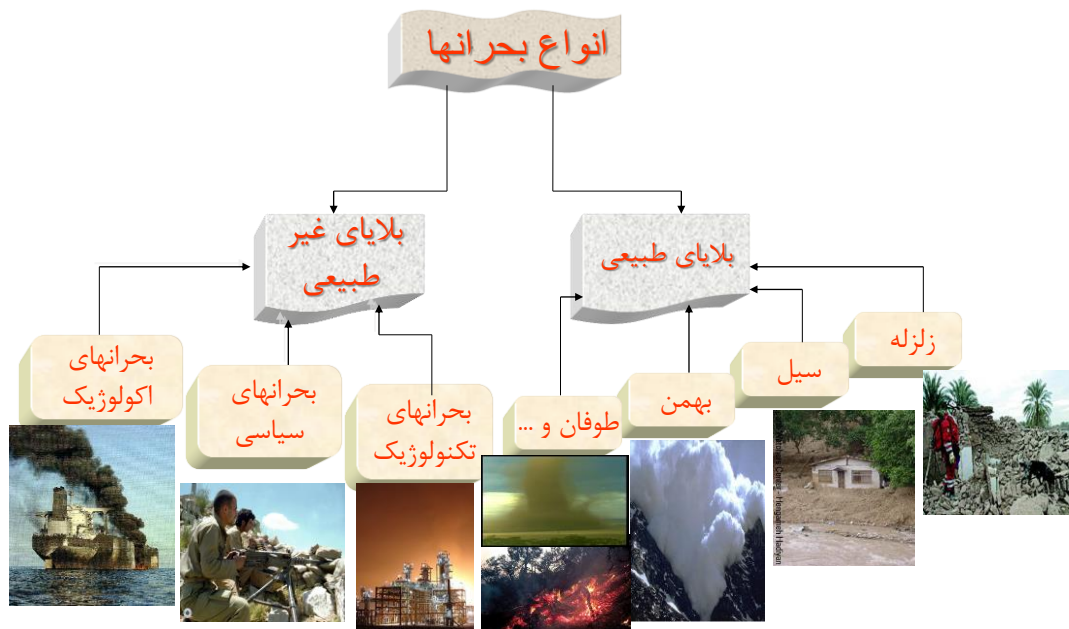 انواع بحرانها
بلایای طبیعی
بلایای غیر
طبیعی
زلزله
سیل
بهمن
طوفان و ...
بحرانهای
تکنولوژیک
بحرانهای
سیاسی
بحرانهای
اکولوژیک